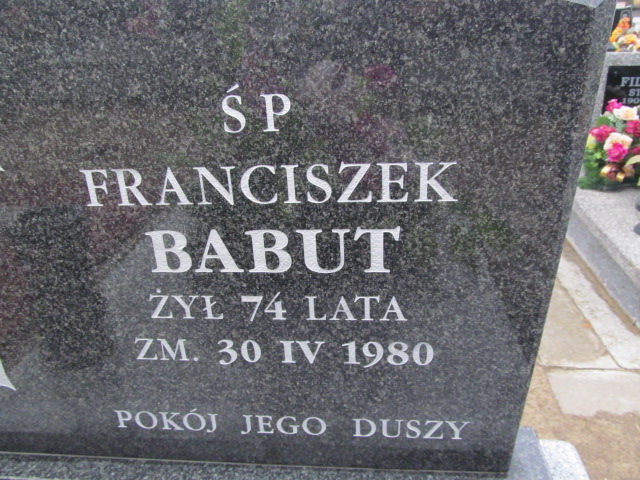 ŚP
FRANCISZEK
BABUT
ŻYŁ 74 LATA
ZM. 30 IV 1980
POKÓJ JEGO DUSZY